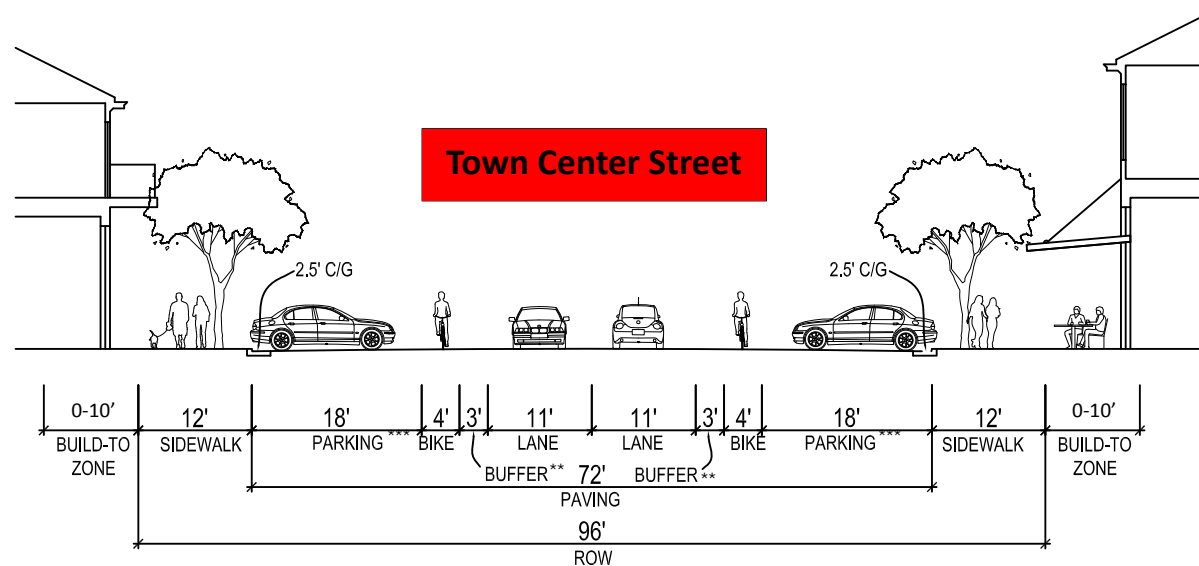 Town Center Street
2.5' C/G
2.5' C/G
0-10’ 12' 18' 4' 3' 11' 11' 3' 4' 18' 12' 0-10’
BUILD-TO SIDEWALK PARKING*** BIKE LANE LANE BIKE PARKING*** SIDEWALK BUILD-TO
ZONE ZONE
BUFFER** 72' BUFFER**
PAVING
96'
ROW